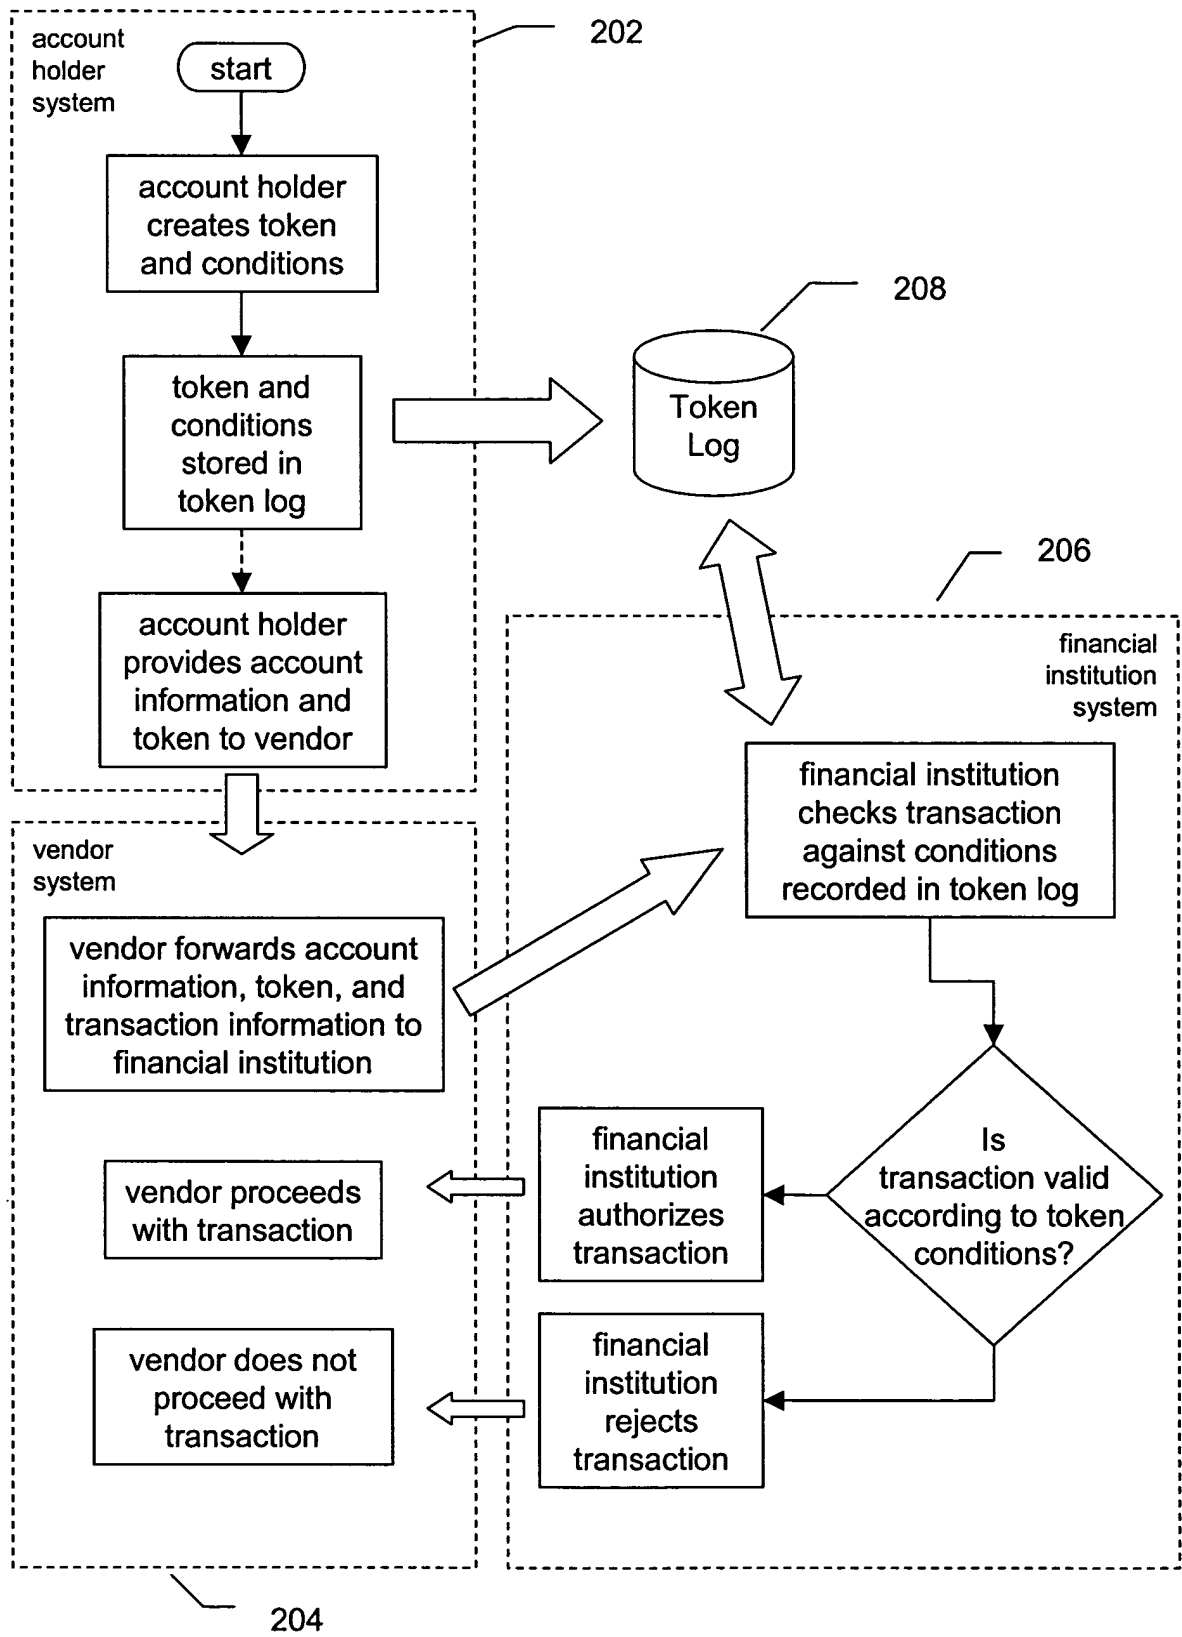 account
holder
system
start
202
account holder
creates token
and conditions
208
token and
conditions
stored in
token log
Token
Log
206
account holder
provides account
information and
token to vendor
financial
institution
system
financial institution
checks transaction
against conditions
recorded in token log
vendor
system
vendor forwards account
information, token, and
transaction information to
financial institution
Is
transaction valid
according to token
conditions?
financial
institution
authorizes
transaction
vendor proceeds
with transaction
financial
institution
rejects
transaction
vendor does not
proceed with
transaction
204